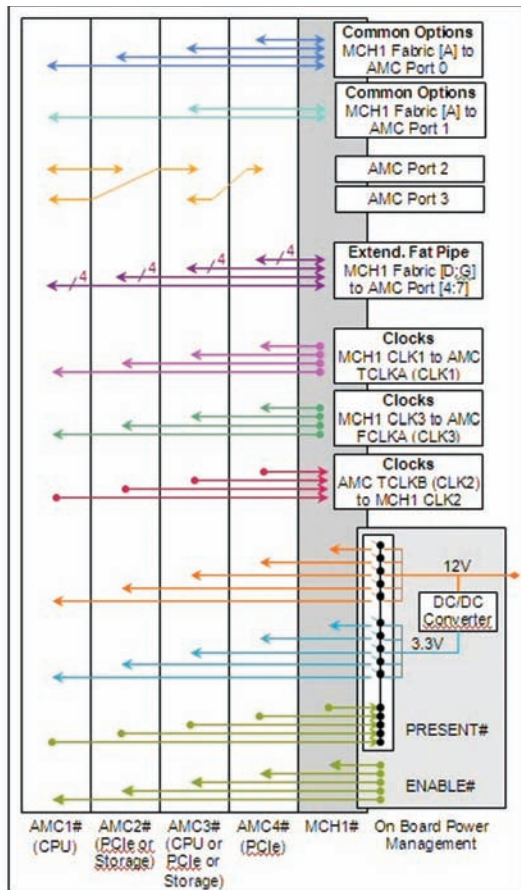 Common Options
MCH1 Fabric [A] to
AMC Port 0
Common Options
MCH1 Fabric [A] to
AMC Port 1
AMC Port 2
AMC Port 3
Extend. Fat Pipe
MCH1 Fabric [D:G]
to AMC Port [4:7]
4
4
4
4
Clocks
MCH1 CLK1 to AMC
TCLKA (CLK1)
Clocks
MCH1 CLK3 to AMC
FCLKA (CLK3)
Clocks
AMC TCLKB (CLK2)
to MCH1 CLK2
12V
DC/DC
Converter
3.3V
PRESENT#
ENABLE#
AMC1#
(CPU)
AMC2#
(PCIe or
Storage)
AMC3#
(CPU or
PCIe or
Storage)
AMC4#
(PCIe)
MCH1#
On Board Power
Management